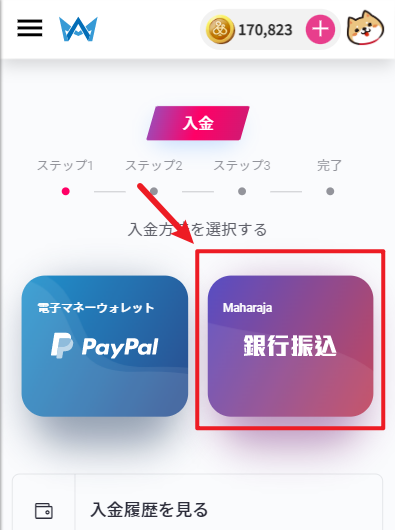 170,823
入金
ステップ1 ステップ2 ステップ3 完了
入金方法を選択する
電子マネーウォレット
PayPal
Maharaja
銀行振込
入金履歴を見る